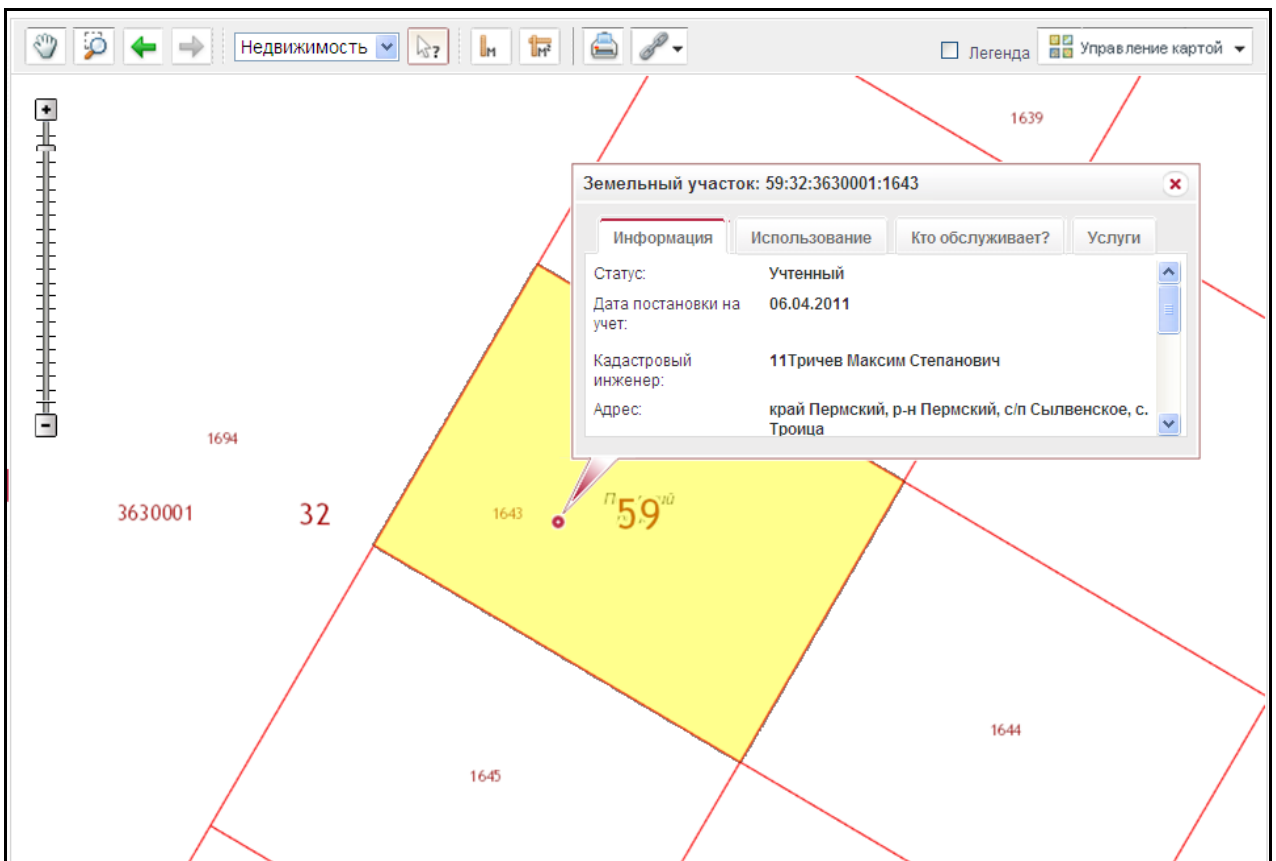 Недвижимость
?
М
М²
Легенда
Управление картой
1639
Земельный участок: 59:32:3630001:1643
Информация
Использование
Кто обслуживает?
Услуги
Статус: Учтенный
Дата постановки на 06.04.2011
учет:
Кадастровый 11Тричев Максим Степанович
инженер:
Адрес: край Пермский, р-н Пермский, с/п Сылвенское, с.
Троица
1694
3630001
32
1643
59
1644
1645